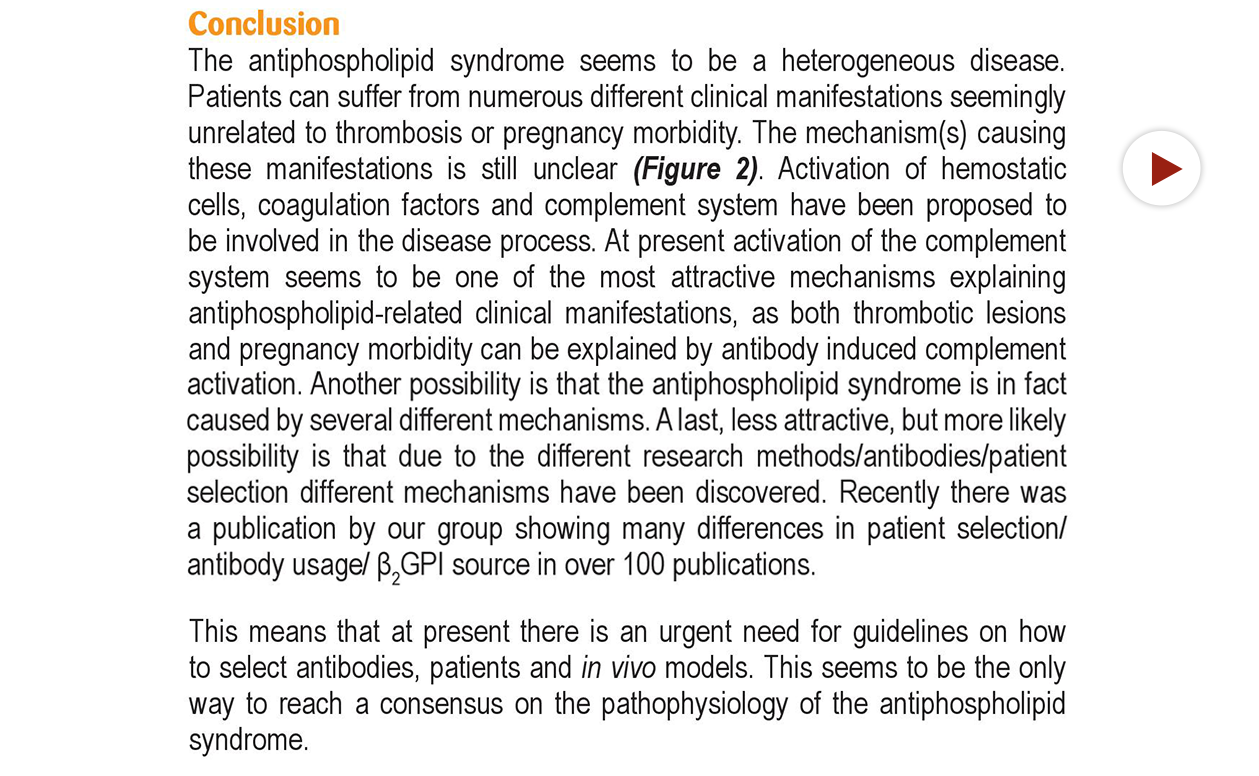 Conclusion
The antiphospholipid syndrome seems to be a heterogeneous disease.
Patients can suffer from numerous different clinical manifestations seemingly
unrelated to thrombosis or pregnancy morbidity. The mechanism(s) causing
these manifestations is still unclear (Figure 2). Activation of hemostatic
cells, coagulation factors and complement system have been proposed to
be involved in the disease process. At present activation of the complement
system seems to be one of the most attractive mechanisms explaining
antiphospholipid-related clinical manifestations, as both thrombotic lesions
and pregnancy morbidity can be explained by antibody induced complement
activation. Another possibility is that the antiphospholipid syndrome is in fact
caused by several different mechanisms. A last, less attractive, but more likely
possibility is that due to the different research methods/antibodies/patient
selection different mechanisms have been discovered. Recently there was
a publication by our group showing many differences in patient selection/
antibody usage/ β₂GPI source in over 100 publications.
This means that at present there is an urgent need for guidelines on how
to select antibodies, patients and in vivo models. This seems to be the only
way to reach a consensus on the pathophysiology of the antiphospholipid
syndrome.